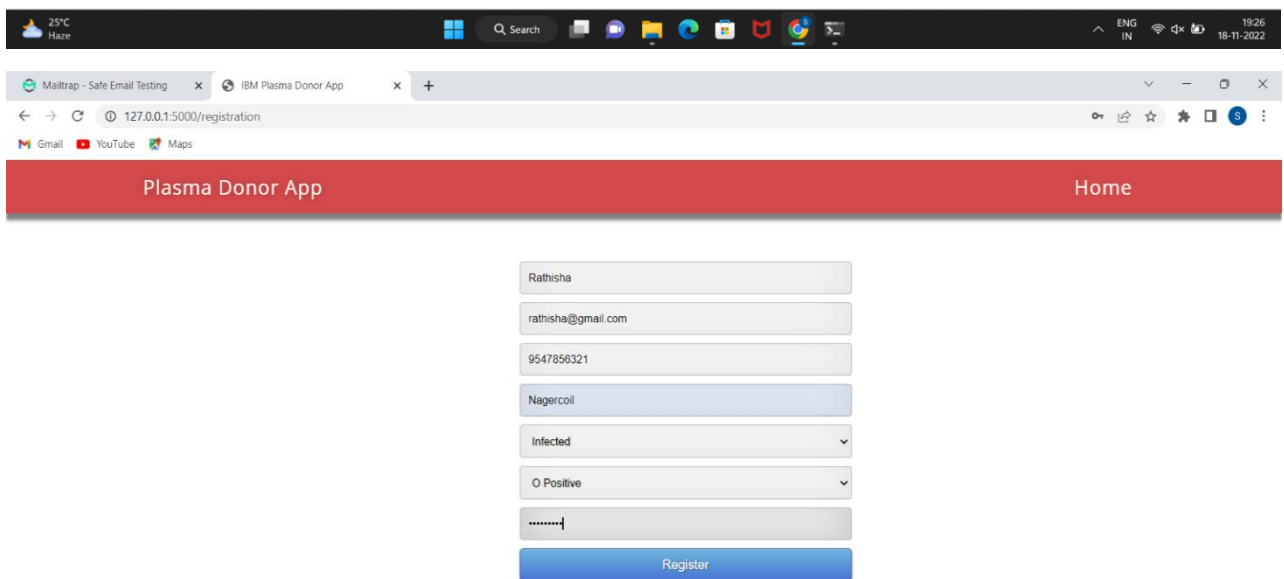 25°C
Haze
Search
ENG
IN
19:26
18-11-2022
Mailtrap - Safe Email Testing
IBM Plasma Donor App
127.0.0.1:5000/registration
S
Gmail YouTube Maps
Plasma Donor App Home
Rathisha
rathisha@gmail.com
9547856321
Nagercoil
Infected
O Positive
•••••••••
Register